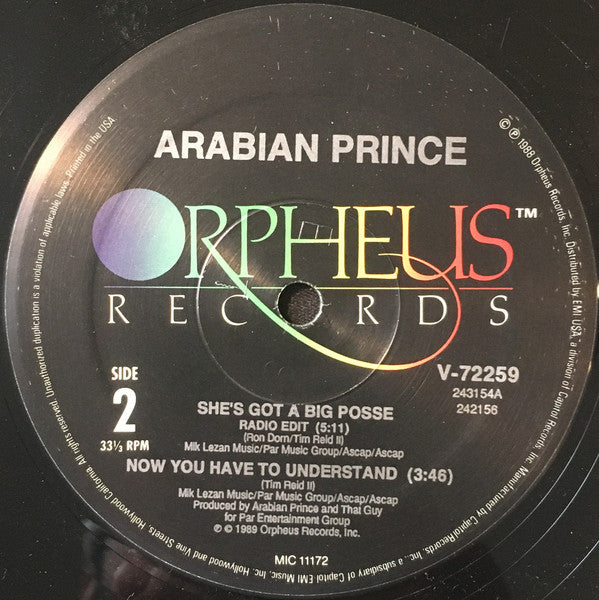 ARABIAN PRINCE
ORPHEUS™
RECORDS
SIDE
2
33⅓ RPM
V-72259
243154A
242156
SHE'S GOT A BIG POSSE
RADIO EDIT (5:11)
(Ron Dorn/Tim Reid II)
Mik Lezan Music/Par Music Group/Ascap/Ascap
NOW YOU HAVE TO UNDERSTAND (3:46)
(Tim Reid II)
Mik Lezan Music/Par Music Group/Ascap/Ascap
Produced by Arabian Prince and That Guy
for Par Entertainment Group
℗ © 1989 Orpheus Records, Inc.
MIC 11172
© ℗ 1988 Orpheus Records, Inc. Distributed by EMI USA, a division of Capitol Records, Inc. Manufactured by Capitol Records, Inc., a subsidiary of Capitol EMI Music, Inc., Hollywood and Vine Streets, Hollywood California. All rights reserved. Unauthorized duplication is a violation of applicable laws. Printed in the USA